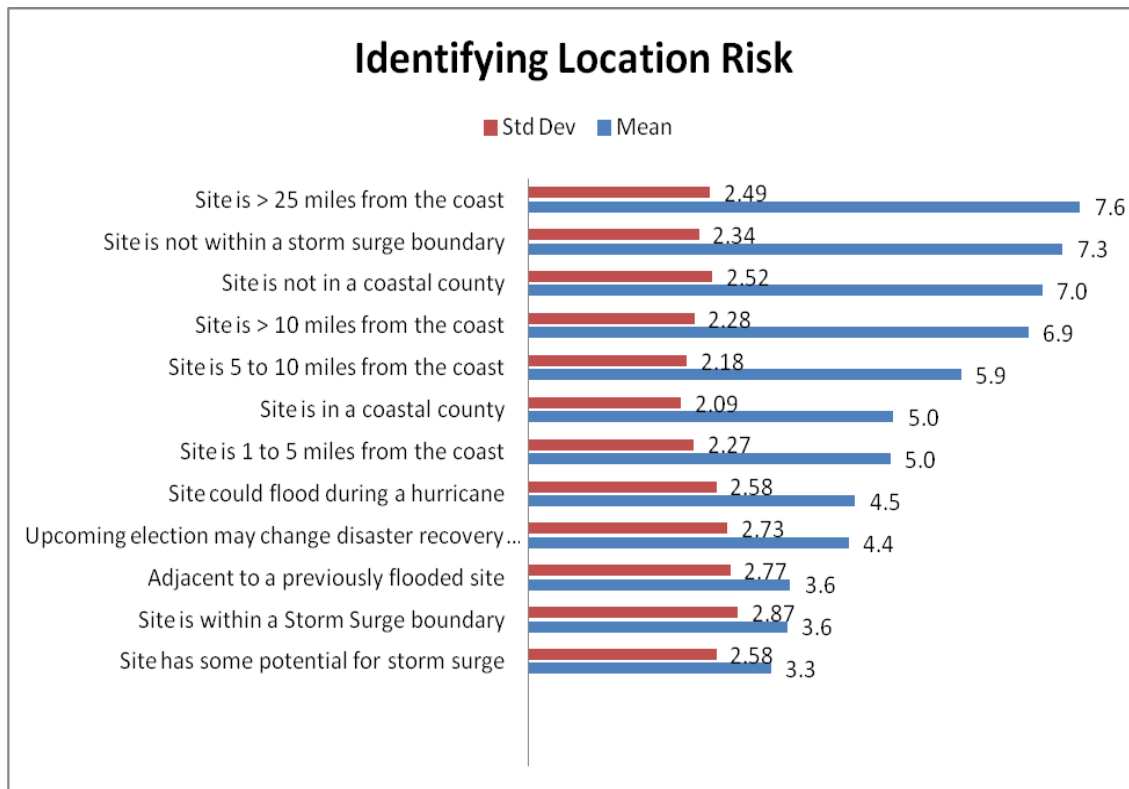 Identifying Location Risk
Std Dev Mean
Site is > 25 miles from the coast 2.49 7.6
Site is not within a storm surge boundary 2.34 7.3
Site is not in a coastal county 2.52 7.0
Site is > 10 miles from the coast 2.28 6.9
Site is 5 to 10 miles from the coast 2.18 5.9
Site is in a coastal county 2.09 5.0
Site is 1 to 5 miles from the coast 2.27 5.0
Site could flood during a hurricane 2.58 4.5
Upcoming election may change disaster recovery ... 2.73 4.4
Adjacent to a previously flooded site 2.77 3.6
Site is within a Storm Surge boundary 2.87 3.6
Site has some potential for storm surge 2.58 3.3